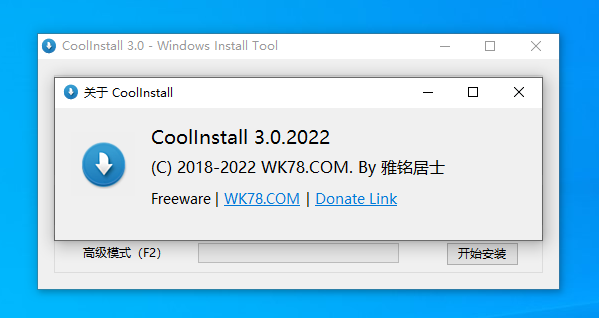 CoolInstall 3.0 - Windows Install Tool
关于 CoolInstall
CoolInstall 3.0.2022
(C) 2018-2022 WK78.COM. By 雅铭居士
Freeware | WK78.COM | Donate Link
高级模式（F2） 开始安装